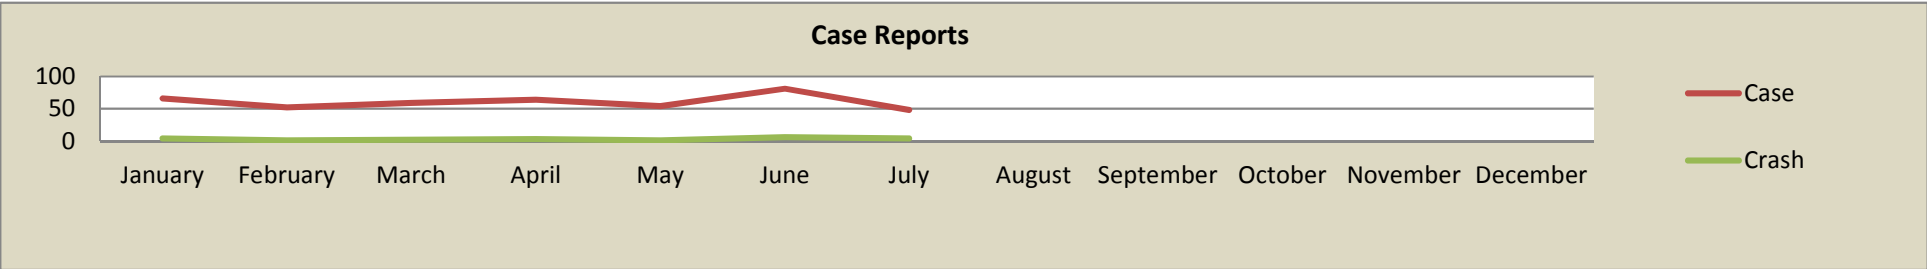 Case Reports
100
50
0
January February March April May June July August September October November December
Case
Crash